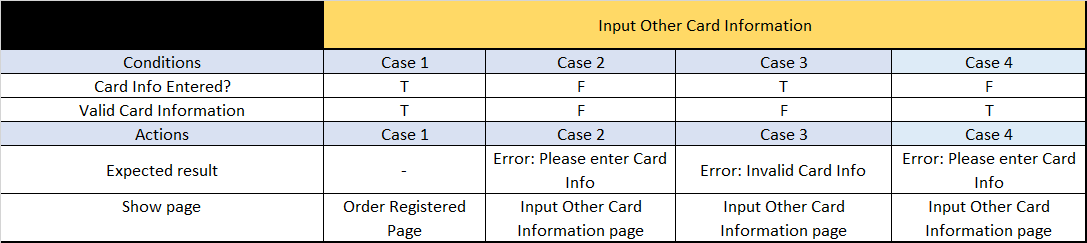 Input Other Card Information
Conditions Case 1 Case 2 Case 3 Case 4
Card Info Entered? T F T F
Valid Card Information T F F T
Actions Case 1 Case 2 Case 3 Case 4
Expected result - Error: Please enter Card Info Error: Invalid Card Info Error: Please enter Card Info
Show page Order Registered Page Input Other Card Information page Input Other Card Information page Input Other Card Information page